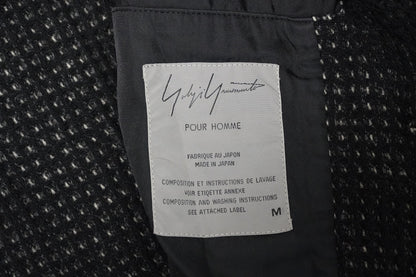 Yohji Yamamoto
POUR HOMME
FABRIQUE AU JAPON
MADE IN JAPAN
COMPOSITION ET INSTRUCTIONS DE LAVAGE
VOIR ETIQUETTE ANNEXE
COMPOSITION AND WASHING INSTRUCTIONS
SEE ATTACHED LABEL M